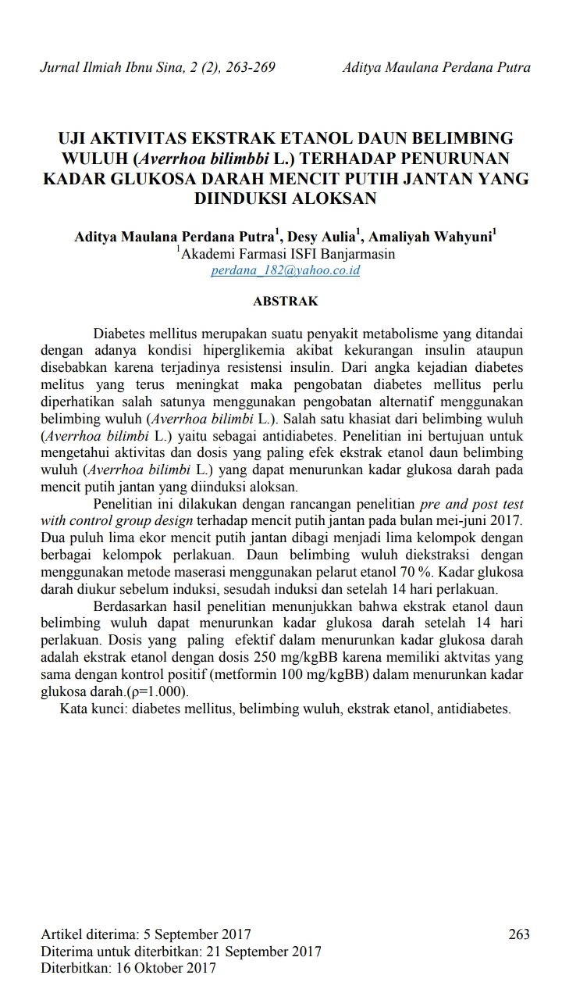 Jurnal Ilmiah Ibnu Sina, 2 (2), 263-269 Aditya Maulana Perdana Putra
UJI AKTIVITAS EKSTRAK ETANOL DAUN BELIMBING
WULUH (Averrhoa bilimbbi L.) TERHADAP PENURUNAN
KADAR GLUKOSA DARAH MENCIT PUTIH JANTAN YANG
DIINDUKSI ALOKSAN
Aditya Maulana Perdana Putra¹, Desy Aulia¹, Amaliyah Wahyuni¹
¹Akademi Farmasi ISFI Banjarmasin
perdana_182@yahoo.co.id
ABSTRAK
Diabetes mellitus merupakan suatu penyakit metabolisme yang ditandai
dengan adanya kondisi hiperglikemia akibat kekurangan insulin ataupun
disebabkan karena terjadinya resistensi insulin. Dari angka kejadian diabetes
melitus yang terus meningkat maka pengobatan diabetes mellitus perlu
diperhatikan salah satunya menggunakan pengobatan alternatif menggunakan
belimbing wuluh (Averrhoa bilimbi L.). Salah satu khasiat dari belimbing wuluh
(Averrhoa bilimbi L.) yaitu sebagai antidiabetes. Penelitian ini bertujuan untuk
mengetahui aktivitas dan dosis yang paling efek ekstrak etanol daun belimbing
wuluh (Averrhoa bilimbi L.) yang dapat menurunkan kadar glukosa darah pada
mencit putih jantan yang diinduksi aloksan.
Penelitian ini dilakukan dengan rancangan penelitian pre and post test
with control group design terhadap mencit putih jantan pada bulan mei-juni 2017.
Dua puluh lima ekor mencit putih jantan dibagi menjadi lima kelompok dengan
berbagai kelompok perlakuan. Daun belimbing wuluh diekstraksi dengan
menggunakan metode maserasi menggunakan pelarut etanol 70 %. Kadar glukosa
darah diukur sebelum induksi, sesudah induksi dan setelah 14 hari perlakuan.
Berdasarkan hasil penelitian menunjukkan bahwa ekstrak etanol daun
belimbing wuluh dapat menurunkan kadar glukosa darah setelah 14 hari
perlakuan. Dosis yang paling efektif dalam menurunkan kadar glukosa darah
adalah ekstrak etanol dengan dosis 250 mg/kgBB karena memiliki aktvitas yang
sama dengan kontrol positif (metformin 100 mg/kgBB) dalam menurunkan kadar
glukosa darah.(ρ=1.000).
Kata kunci: diabetes mellitus, belimbing wuluh, ekstrak etanol, antidiabetes.
Artikel diterima: 5 September 2017 263
Diterima untuk diterbitkan: 21 September 2017
Diterbitkan: 16 Oktober 2017